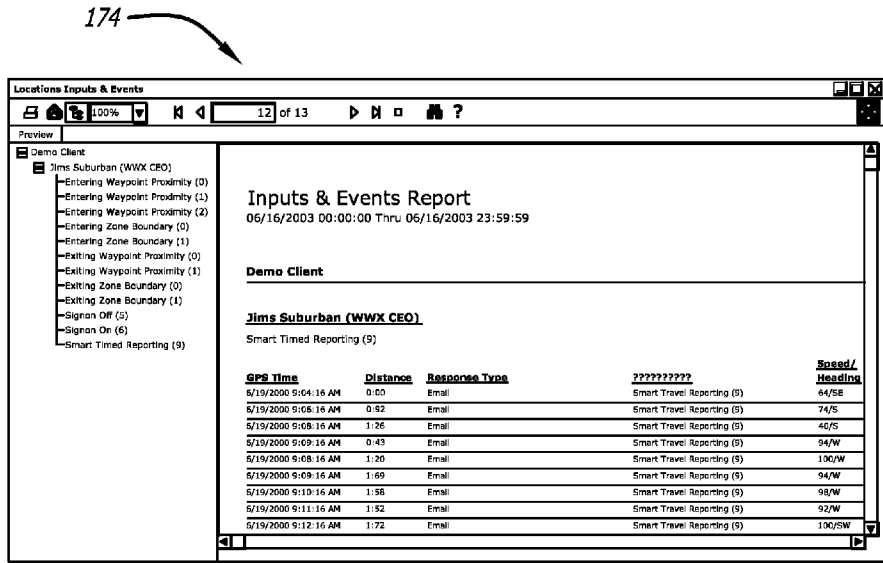 174
Locations Inputs & Events
100% 12 of 13 ?
Preview
Demo Client
Jims Suburban (WWX CEO)
Entering Waypoint Proximity (0)
Entering Waypoint Proximity (1)
Entering Waypoint Proximity (2)
Entering Zone Boundary (0)
Entering Zone Boundary (1)
Exiting Waypoint Proximity (0)
Exiting Waypoint Proximity (1)
Exiting Zone Boundary (0)
Exiting Zone Boundary (1)
Signon Off (5)
Signon On (6)
Smart Timed Reporting (9)
Inputs & Events Report
06/16/2003 00:00:00 Thru 06/16/2003 23:59:59
Demo Client
Jims Suburban (WWX CEO)
Smart Timed Reporting (9)
GPS Time Distance Response Type ?????????? Speed/ Heading
6/19/2000 9:04:16 AM 0:00 Email Smart Travel Reporting (9) 64/SE
6/19/2000 9:06:16 AM 0:92 Email Smart Travel Reporting (9) 74/S
6/19/2000 9:08:16 AM 1:26 Email Smart Travel Reporting (9) 40/S
6/19/2000 9:09:16 AM 0:43 Email Smart Travel Reporting (9) 94/W
6/19/2000 9:08:16 AM 1:20 Email Smart Travel Reporting (9) 100/W
6/19/2000 9:09:16 AM 1:69 Email Smart Travel Reporting (9) 94/W
6/19/2000 9:10:16 AM 1:58 Email Smart Travel Reporting (9) 98/W
6/19/2000 9:11:16 AM 1:52 Email Smart Travel Reporting (9) 92/W
6/19/2000 9:12:16 AM 1:72 Email Smart Travel Reporting (9) 100/SW